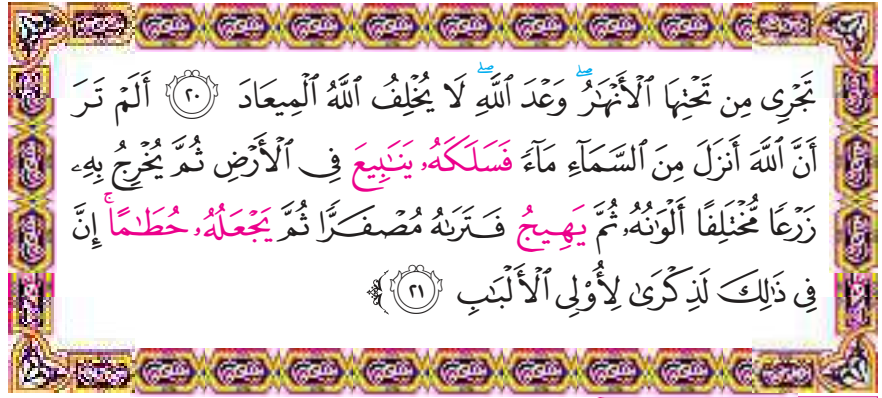 تَجْرِى مِن تَحْتِهَا ٱلْأَنْهَٰرُ ۖ وَعْدَ ٱللَّهِ ۖ لَا يُخْلِفُ ٱللَّهُ ٱلْمِيعَادَ ٢٠ أَلَمْ تَرَ
أَنَّ ٱللَّهَ أَنزَلَ مِنَ ٱلسَّمَآءِ مَآءً فَسَلَكَهُۥ يَنَٰبِيعَ فِى ٱلْأَرْضِ ثُمَّ يُخْرِجُ بِهِۦ
زَرْعًا مُّخْتَلِفًا أَلْوَٰنُهُۥ ثُمَّ يَهِيجُ فَتَرَىٰهُ مُصْفَرًّا ثُمَّ يَجْعَلُهُۥ حُطَٰمًا ۚ إِنَّ
فِى ذَٰلِكَ لَذِكْرَىٰ لِأُو۟لِى ٱلْأَلْبَٰبِ ٢١